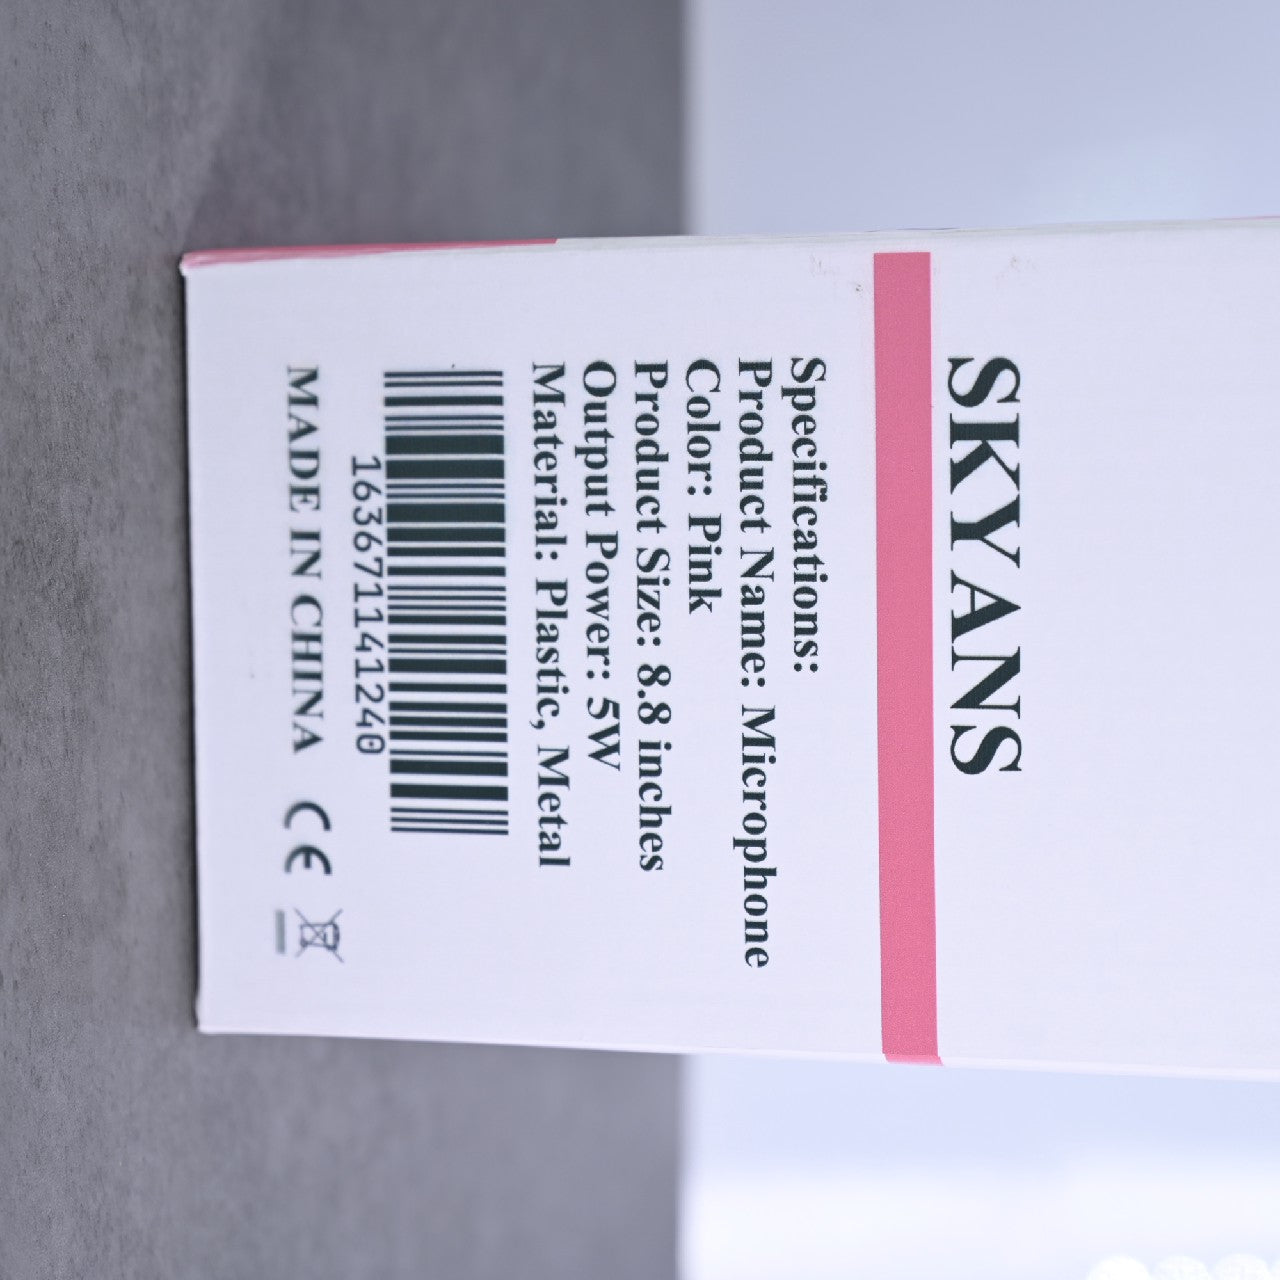 SKYANS
Specifications:
Product Name: Microphone
Color: Pink
Product Size: 8.8 inches
Output Power: 5W
Material: Plastic, Metal
1636711141240
MADE IN CHINA CE